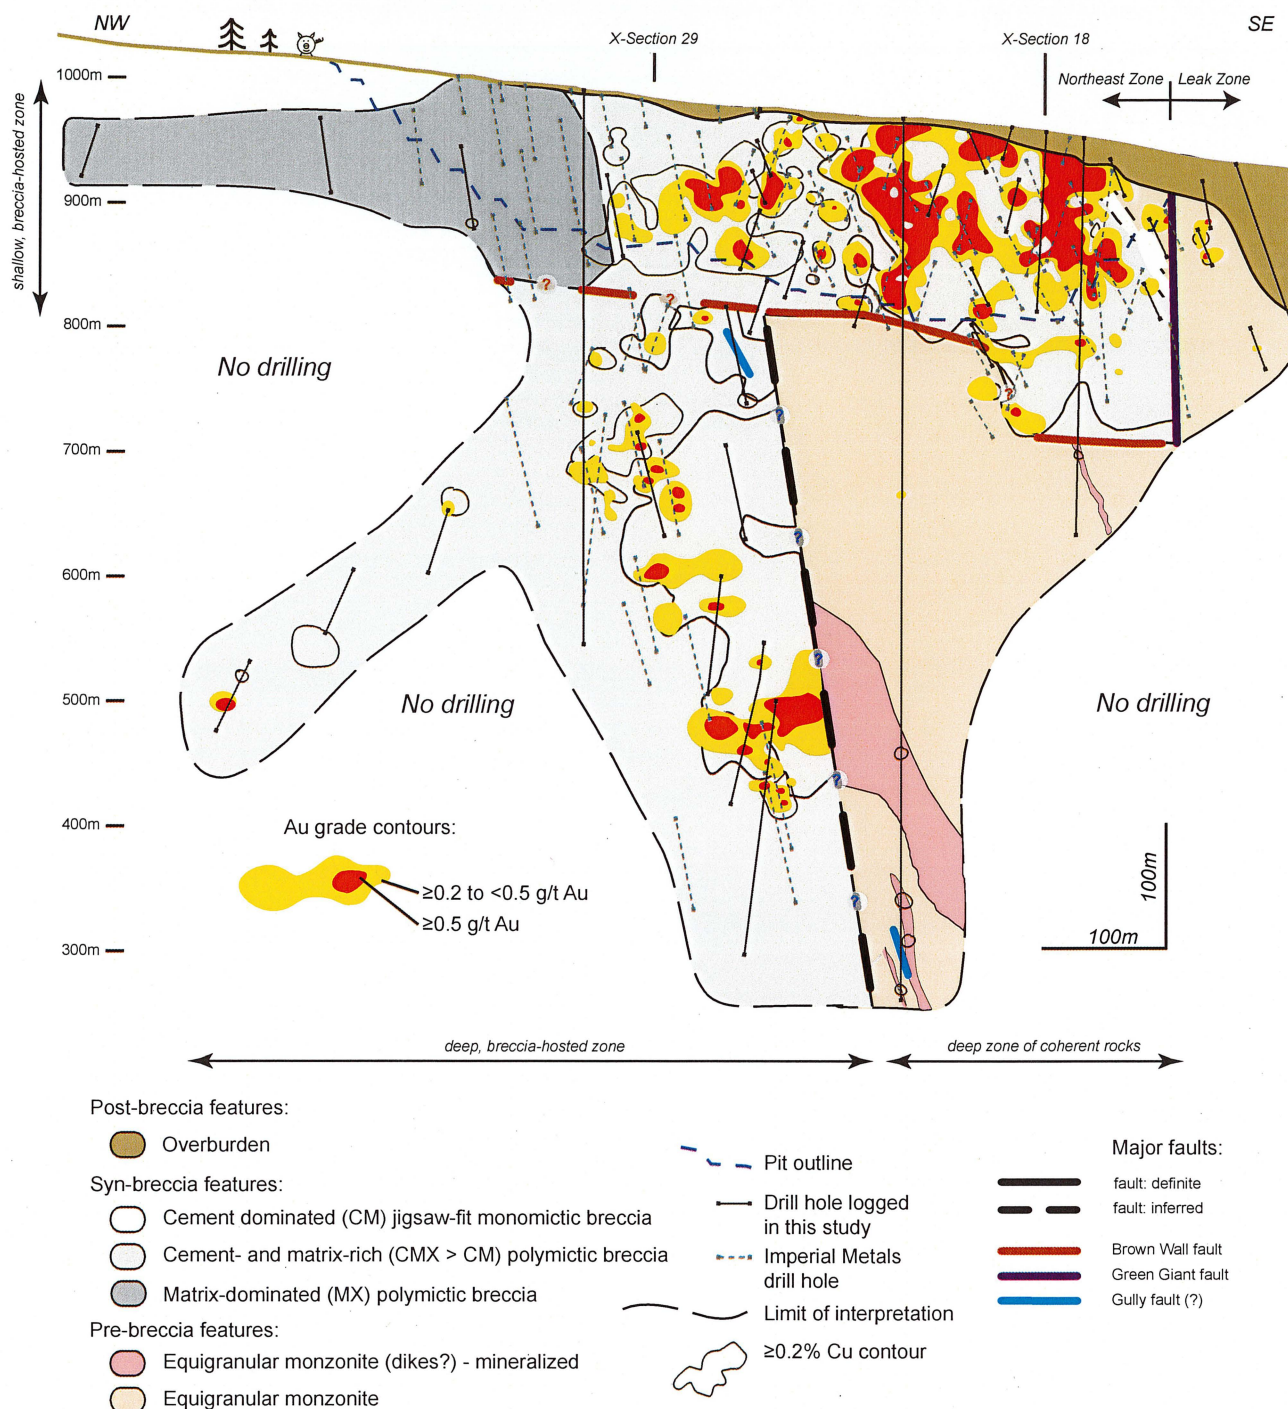 NW
SE
X-Section 29
X-Section 18
Northeast Zone
Leak Zone
1000m
900m
800m
700m
600m
500m
400m
300m
shallow, breccia-hosted zone
?
?
?
?
?
?
?
?
No drilling
No drilling
No drilling
Au grade contours:
≥0.2 to <0.5 g/t Au
≥0.5 g/t Au
100m
100m
deep, breccia-hosted zone
deep zone of coherent rocks
Post-breccia features:
Overburden
Syn-breccia features:
Cement dominated (CM) jigsaw-fit monomictic breccia
Cement- and matrix-rich (CMX > CM) polymictic breccia
Matrix-dominated (MX) polymictic breccia
Pre-breccia features:
Equigranular monzonite (dikes?) - mineralized
Equigranular monzonite
Pit outline
Drill hole logged
in this study
Imperial Metals
drill hole
Limit of interpretation
≥0.2% Cu contour
Major faults:
fault: definite
fault: inferred
Brown Wall fault
Green Giant fault
Gully fault (?)